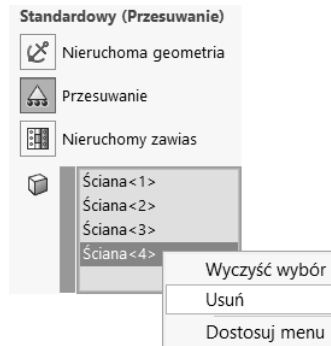 Standardowy (Przesuwanie)
Nieruchoma geometria
Przesuwanie
Nieruchomy zawias
Ściana<1>
Ściana<2>
Ściana<3>
Ściana<4>
Wyczyść wybór
Usuń
Dostosuj menu